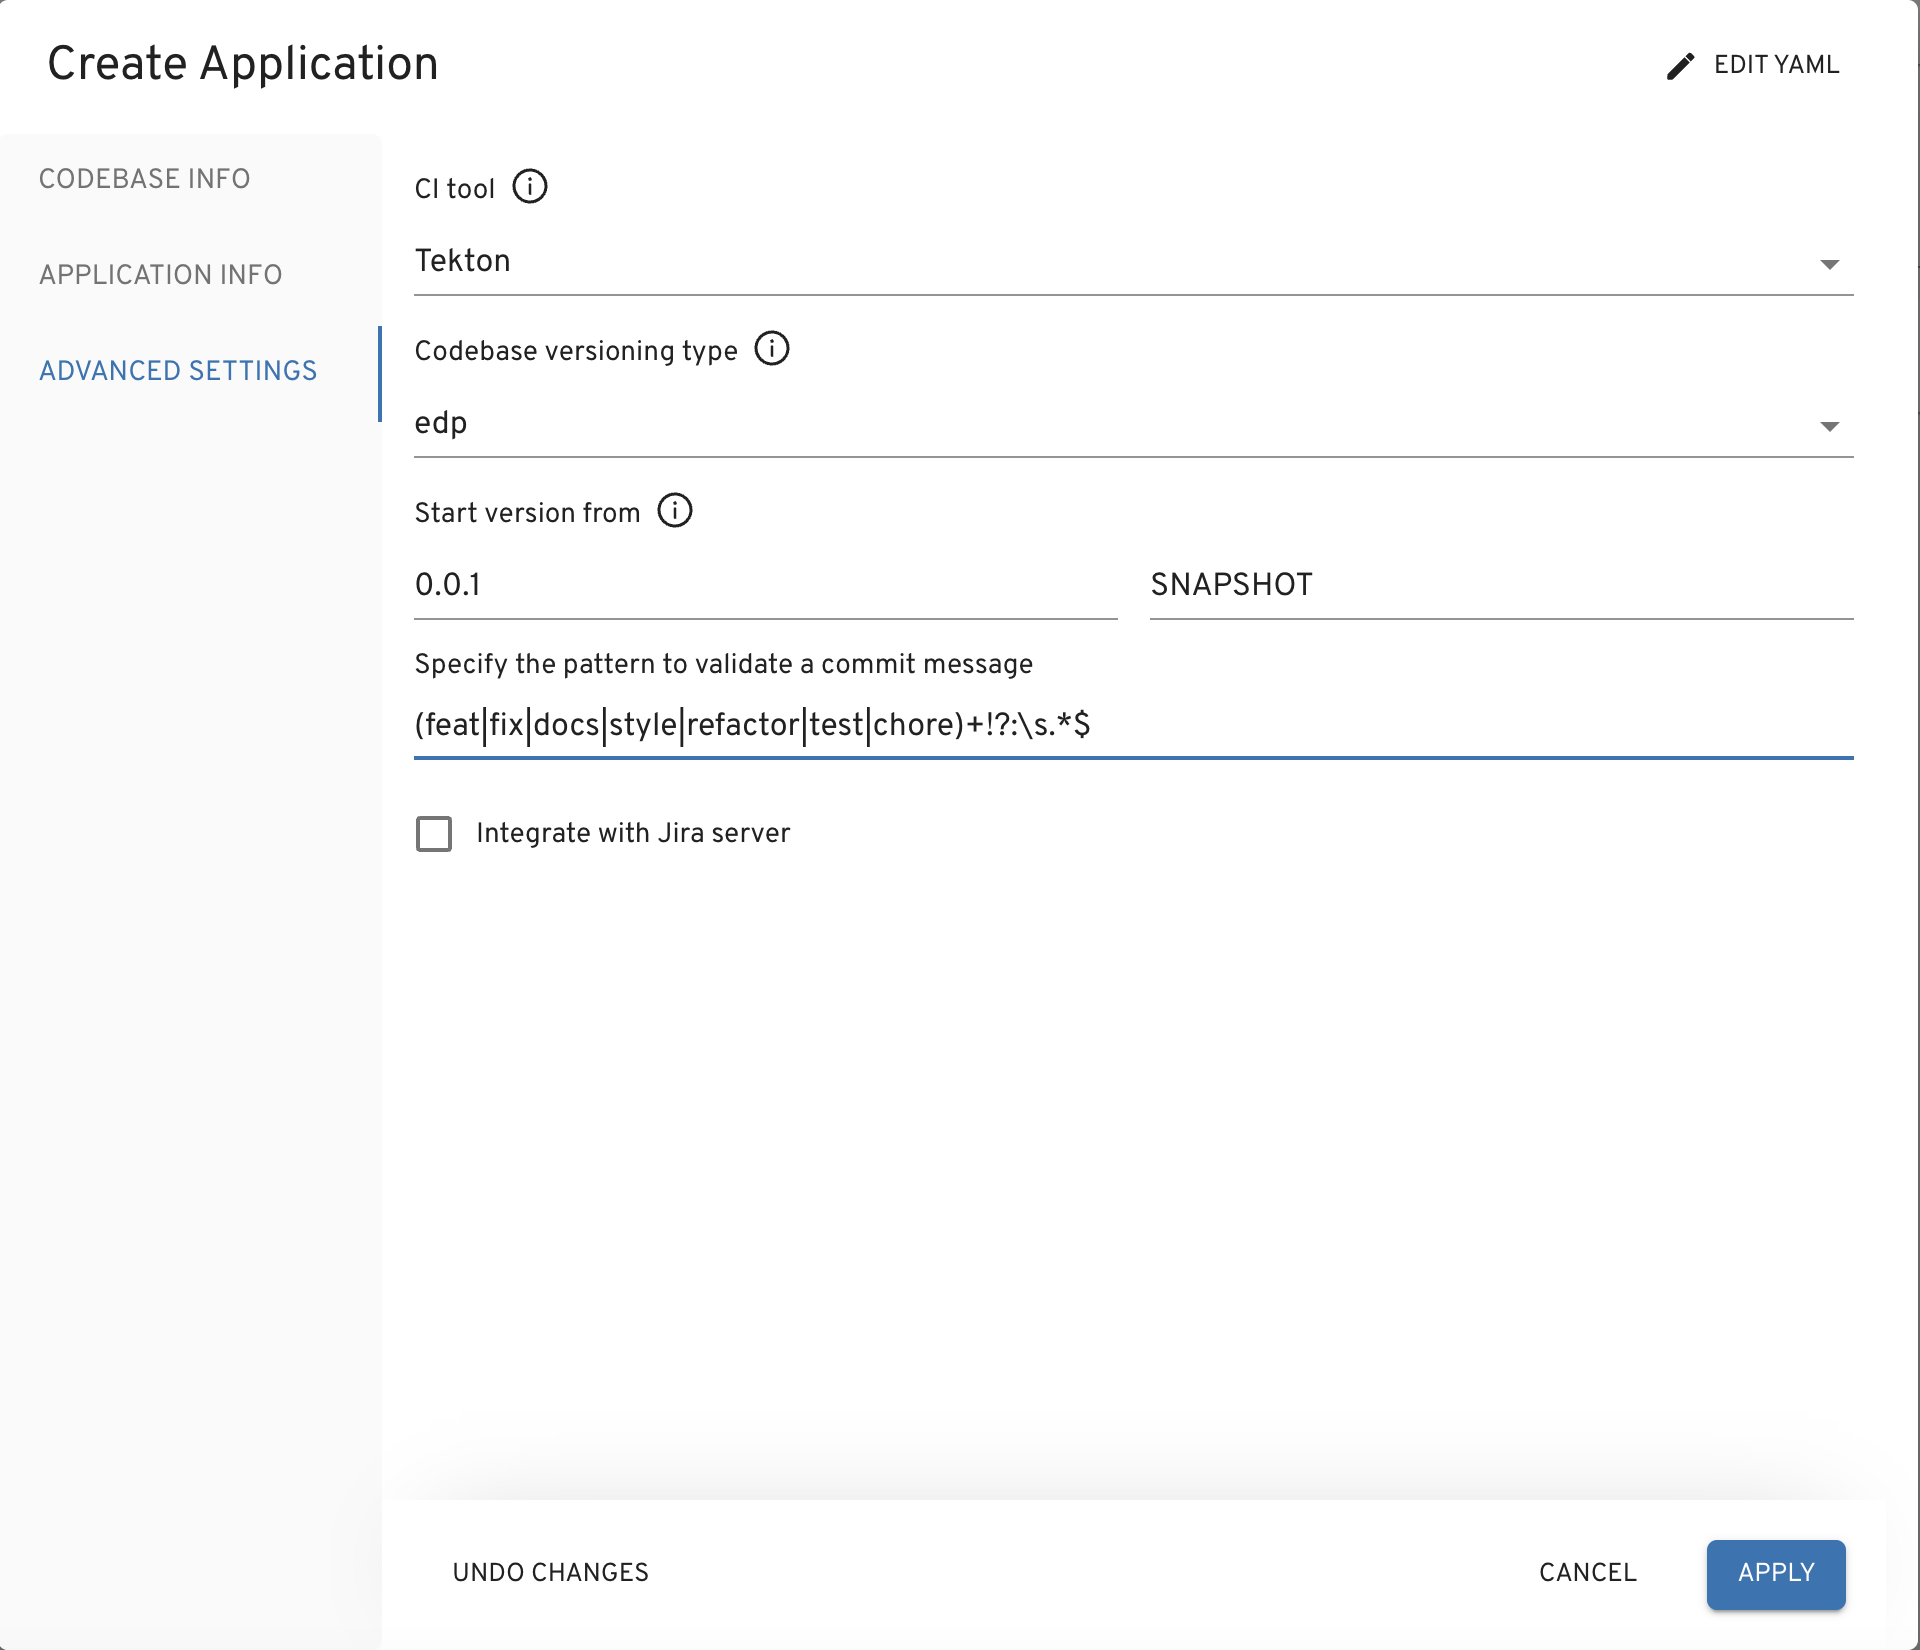 Create Application
EDIT YAML
CODEBASE INFO
APPLICATION INFO
ADVANCED SETTINGS
CI tool
Tekton
Codebase versioning type
edp
Start version from
0.0.1
SNAPSHOT
Specify the pattern to validate a commit message
(feat|fix|docs|style|refactor|test|chore)+!?:\s.*$
Integrate with Jira server
UNDO CHANGES
CANCEL
APPLY